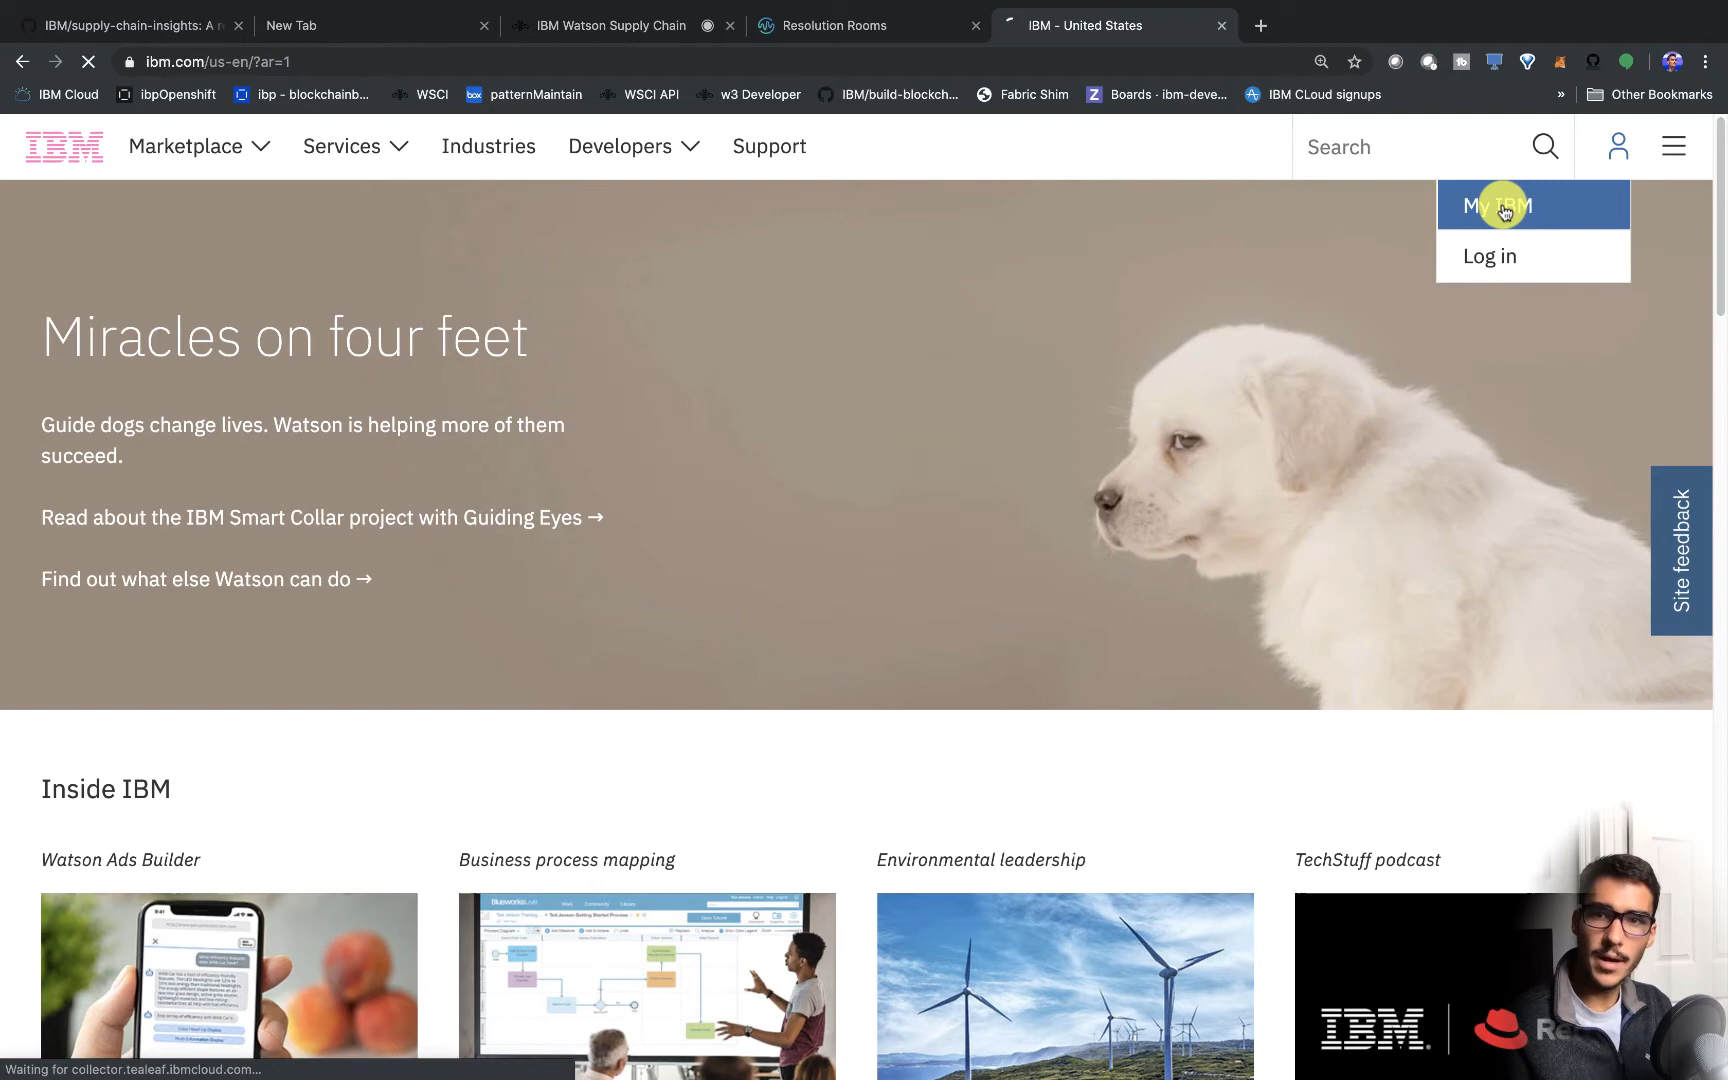 IBM/supply-chain-insights: A r
New Tab
IBM Watson Supply Chain
Resolution Rooms
IBM - United States
ibm.com/us-en/?ar=1
IBM Cloud
ibpOpenshift
ibp - blockchainb...
WSCI
patternMaintain
WSCI API
w3 Developer
IBM/build-blockch...
Fabric Shim
Boards · ibm-deve...
IBM CLoud signups
»
Other Bookmarks
IBM
Marketplace
Services
Industries
Developers
Support
Search
My IBM
Log in
Miracles on four feet
Guide dogs change lives. Watson is helping more of them
succeed.
Read about the IBM Smart Collar project with Guiding Eyes →
Find out what else Watson can do →
Site feedback
Inside IBM
Watson Ads Builder
Business process mapping
Environmental leadership
TechStuff podcast
IBM
Re
Waiting for collector.tealeaf.ibmcloud.com...